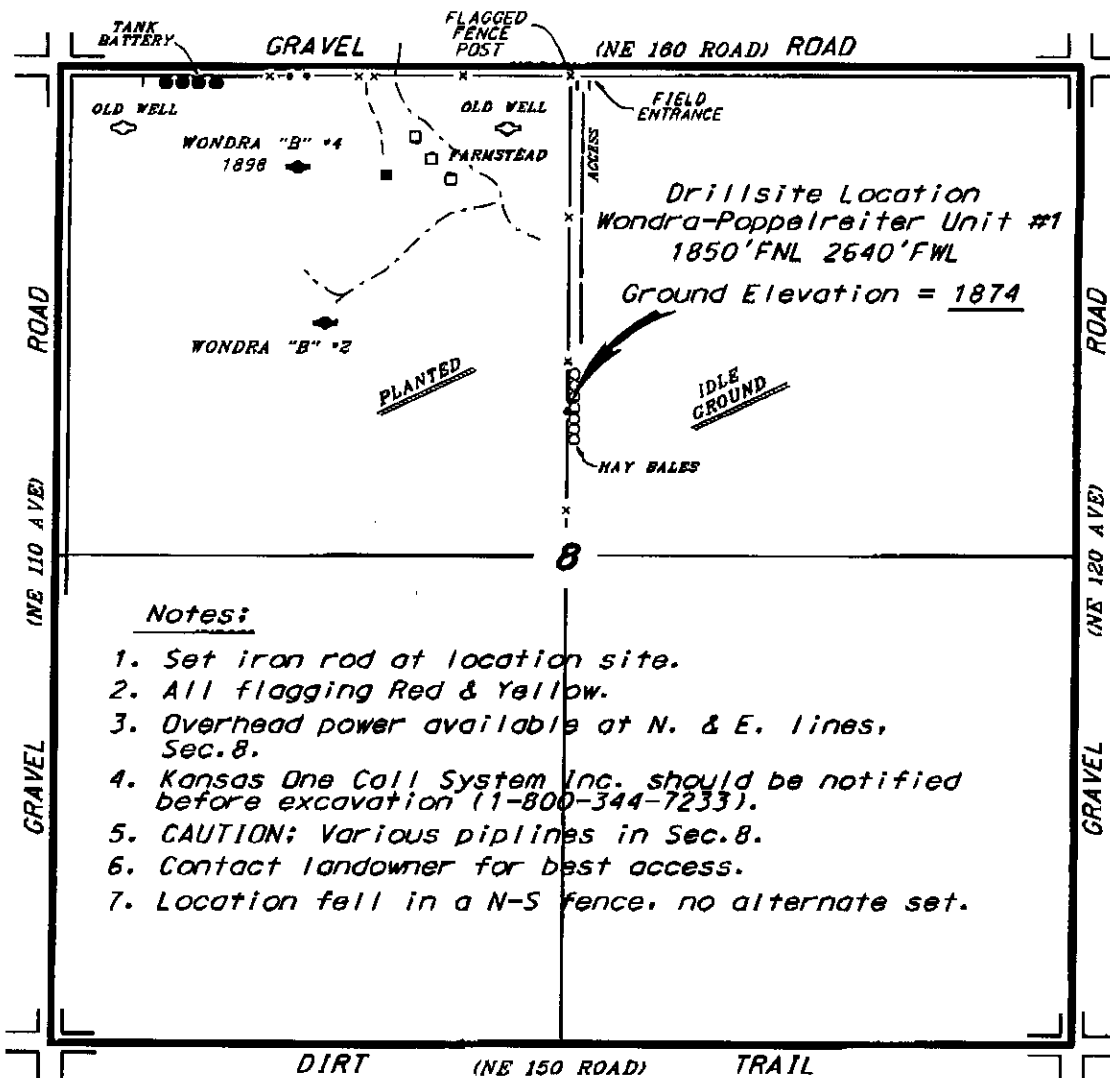 TANK
BATTERY
GRAVEL
FLAGGED
FENCE
POST
(NE 160 ROAD) ROAD
OLD WELL
OLD WELL
FIELD
ENTRANCE
WONDRA "B" #4
1898
FARMSTEAD
ACCESS
Drillsite Location
Wondra-Poppelreiter Unit #1
1850'FNL 2640'FWL
Ground Elevation = 1874
ROAD
ROAD
WONDRA "B" #2
PLANTED
IDLE
GROUND
HAY BALES
(NE 110 AVE)
(NE 120 AVE)
8
Notes:
1. Set iron rod at location site.
2. All flagging Red & Yellow.
3. Overhead power available at N. & E. lines,
Sec.8.
4. Kansas One Call System Inc. should be notified
before excavation (1-800-344-7233).
5. CAUTION: Various piplines in Sec.8.
6. Contact landowner for best access.
7. Location fell in a N-S fence, no alternate set.
GRAVEL
GRAVEL
DIRT (NE 150 ROAD) TRAIL